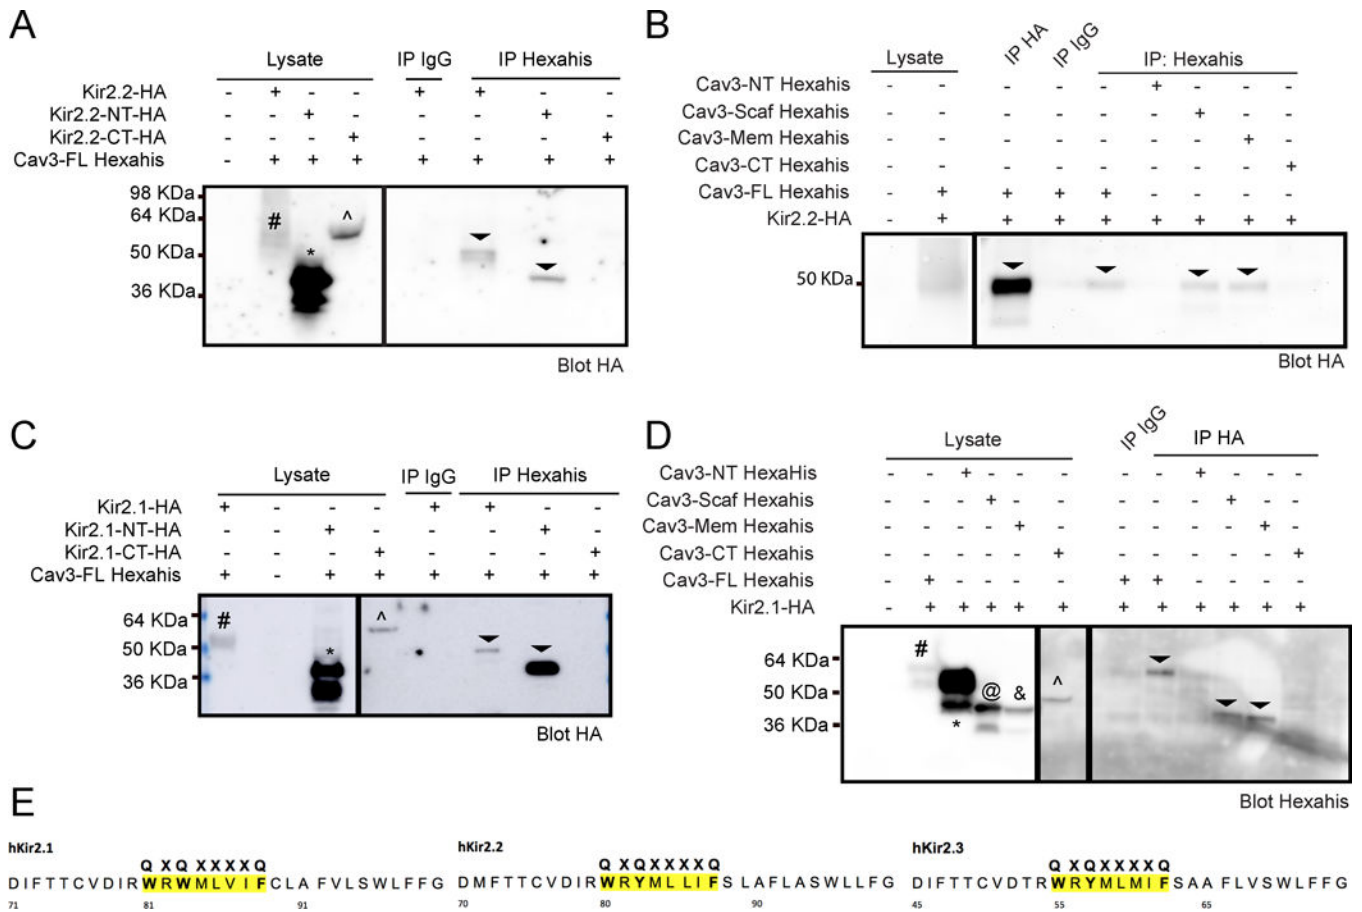 A
Lysate IP IgG IP Hexahis
Kir2.2-HA - + - - + + - -
Kir2.2-NT-HA - - + - - - + -
Kir2.2-CT-HA - - - + - - - +
Cav3-FL Hexahis - + + + + + + +
98 KDa
64 KDa
50 KDa
36 KDa
# * ^
Blot HA
B
Lysate IP HA IP IgG IP: Hexahis
Cav3-NT Hexahis - - - - - + - - -
Cav3-Scaf Hexahis - - - - - - + - -
Cav3-Mem Hexahis - - - - - - - + -
Cav3-CT Hexahis - - - - - - - - +
Cav3-FL Hexahis - + + + + - - - -
Kir2.2-HA - + + + + + + + +
50 KDa
Blot HA
C
Lysate IP IgG IP Hexahis
Kir2.1-HA + - - - + + - -
Kir2.1-NT-HA - - + - - - + -
Kir2.1-CT-HA - - - + - - - +
Cav3-FL Hexahis + - + + + + + +
64 KDa
50 KDa
36 KDa
# * ^
Blot HA
D
Lysate IP IgG IP HA
Cav3-NT HexaHis - - + - - - - - + - - -
Cav3-Scaf Hexahis - - - + - - - - - + - -
Cav3-Mem Hexahis - - - - + - - - - - + -
Cav3-CT Hexahis - - - - - + - - - - - +
Cav3-FL Hexahis - + - - - - + + - - - -
Kir2.1-HA - + + + + + + + + + + +
64 KDa
50 KDa
36 KDa
# * @ & ^
Blot Hexahis
E
hKir2.1
Q X Q X X X X Q
D I F T T C V D I R W R W M L V I F C L A F V L S W L F F G
71 81 91
hKir2.2
Q X Q X X X X Q
D M F T T C V D I R W R Y M L L I F S L A F L A S W L L F G
70 80 90
hKir2.3
Q X Q X X X X Q
D I F T T C V D T R W R Y M L M I F S A A F L V S W L F F G
45 55 65